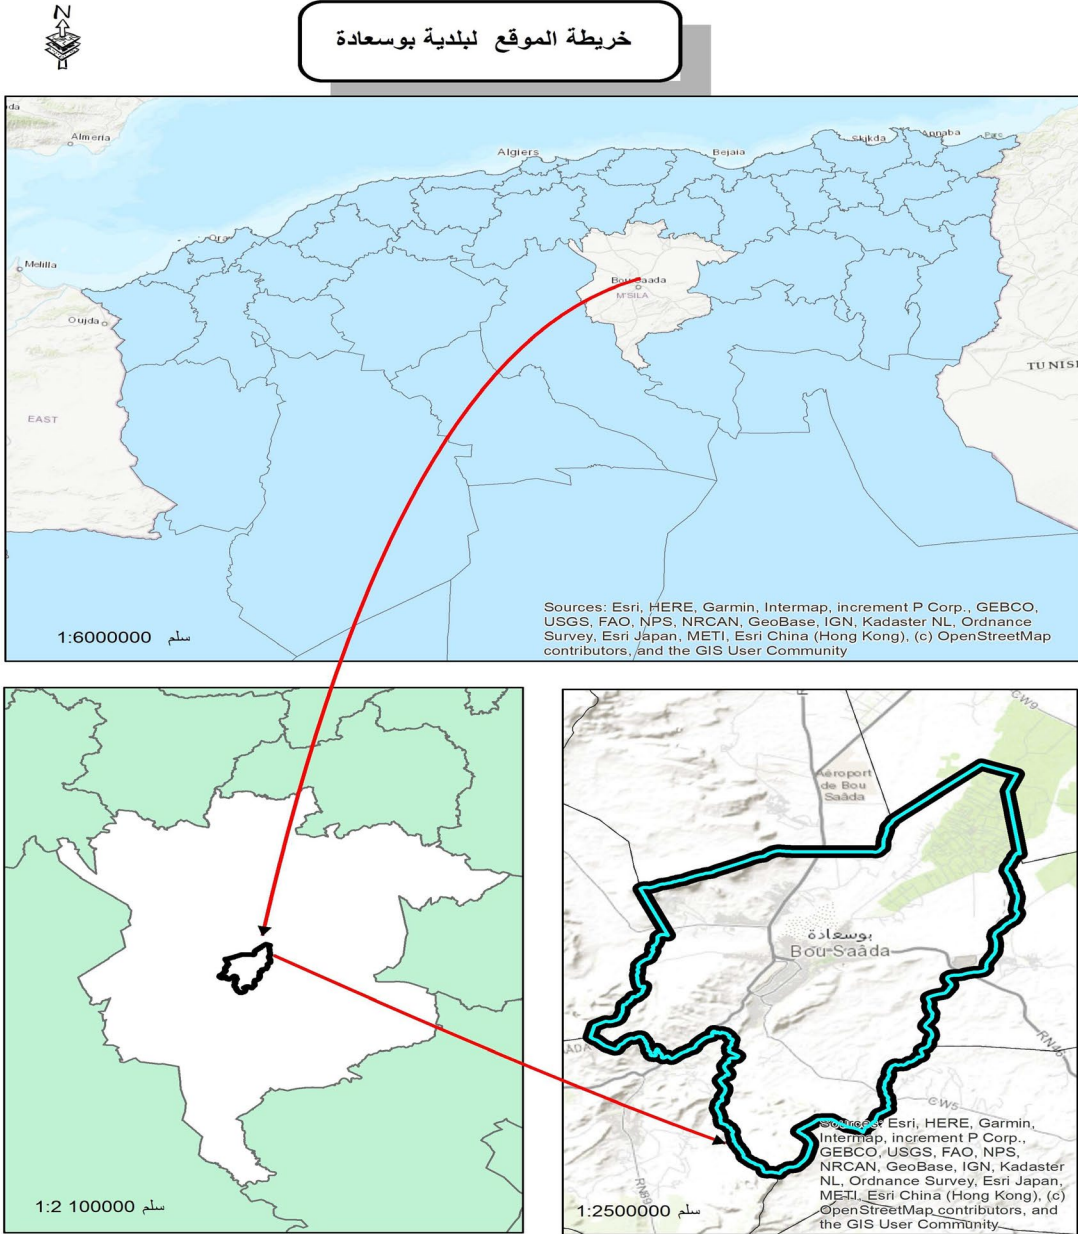 N
خريطة الموقع لبلدية بوسعادة
da
Almeria
Algiers
Bejaia
Skikda
Annaba
Parc
Oran
Melilla
Bou Saada
M'SILA
Oujda
TUNIS
EAST
Sources: Esri, HERE, Garmin, Intermap, increment P Corp., GEBCO,
USGS, FAO, NPS, NRCAN, GeoBase, IGN, Kadaster NL, Ordnance
Survey, Esri Japan, METI, Esri China (Hong Kong), (c) OpenStreetMap
contributors, and the GIS User Community
سلم 1:6000000
CW9
Aéroport
de Bou
Saâda
بوسعادة
Bou Saâda
ADA
RN46
CW5
RN89
Sources: Esri, HERE, Garmin,
Intermap, increment P Corp.,
GEBCO, USGS, FAO, NPS,
NRCAN, GeoBase, IGN, Kadaster
NL, Ordnance Survey, Esri Japan,
METI, Esri China (Hong Kong), (c)
OpenStreetMap contributors, and
the GIS User Community
سلم 1:2 100000
سلم 1:2500000